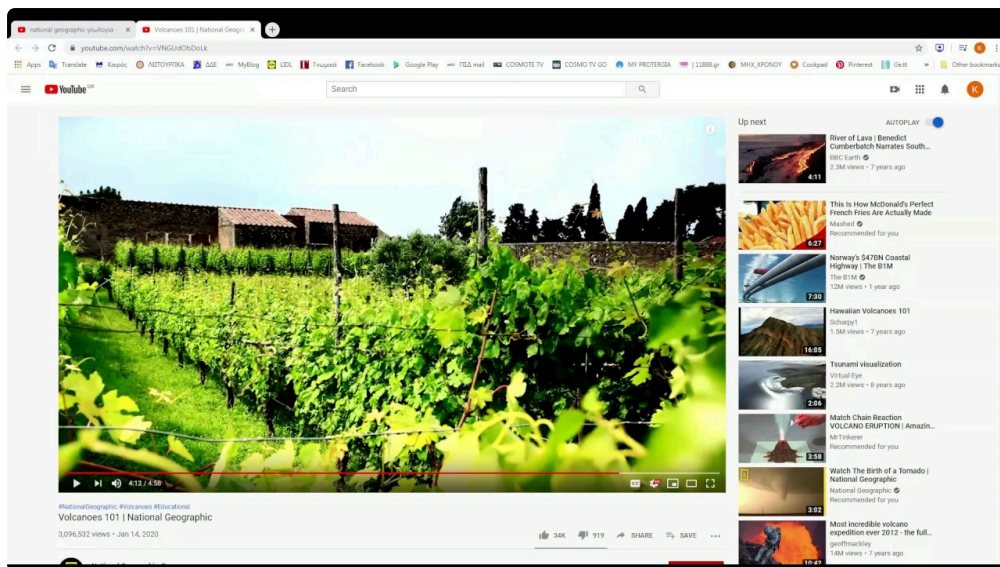 national geographic γεωλογία
Volcanoes 101 | National Geogra
youtube.com/watch?v=VNGUdObDoLk
Apps Translate Καιρός ΛΕΙΤΟΥΡΓΙΚΑ ΔΔΕ MyBlog LIDL Γνωμικά Facebook Google Play ΠΣΔ mail COSMOTE TV COSMO TV GO MY PROTERGIA | 11888.gr ΜΗΧ_ΧΡΟΝΟΥ Cookpad Pinterest Ge.tt » Other bookmarks
YouTube GR
Search
K
Up next
AUTOPLAY
River of Lava | Benedict
Cumberbatch Narrates South...
BBC Earth
2.3M views • 7 years ago
4:11
This Is How McDonald's Perfect
French Fries Are Actually Made
Mashed
Recommended for you
6:27
Norway's $47BN Coastal
Highway | The B1M
The B1M
12M views • 1 year ago
7:30
Hawaiian Volcanoes 101
Scharpy1
1.5M views • 7 years ago
16:05
Tsunami visualization
Virtual Eye
2.2M views • 8 years ago
2:06
Match Chain Reaction
VOLCANO ERUPTION | Amazin...
MrTinkerer
Recommended for you
3:58
Watch The Birth of a Tornado |
National Geographic
National Geographic
Recommended for you
3:02
Most incredible volcano
expedition ever 2012 - the full...
geoffmackley
14M views • 7 years ago
10:42
4:12 / 4:58
CC
#NationalGeographic #Volcanoes #Educational
Volcanoes 101 | National Geographic
3,096,532 views • Jan 14, 2020
34K 919 SHARE SAVE